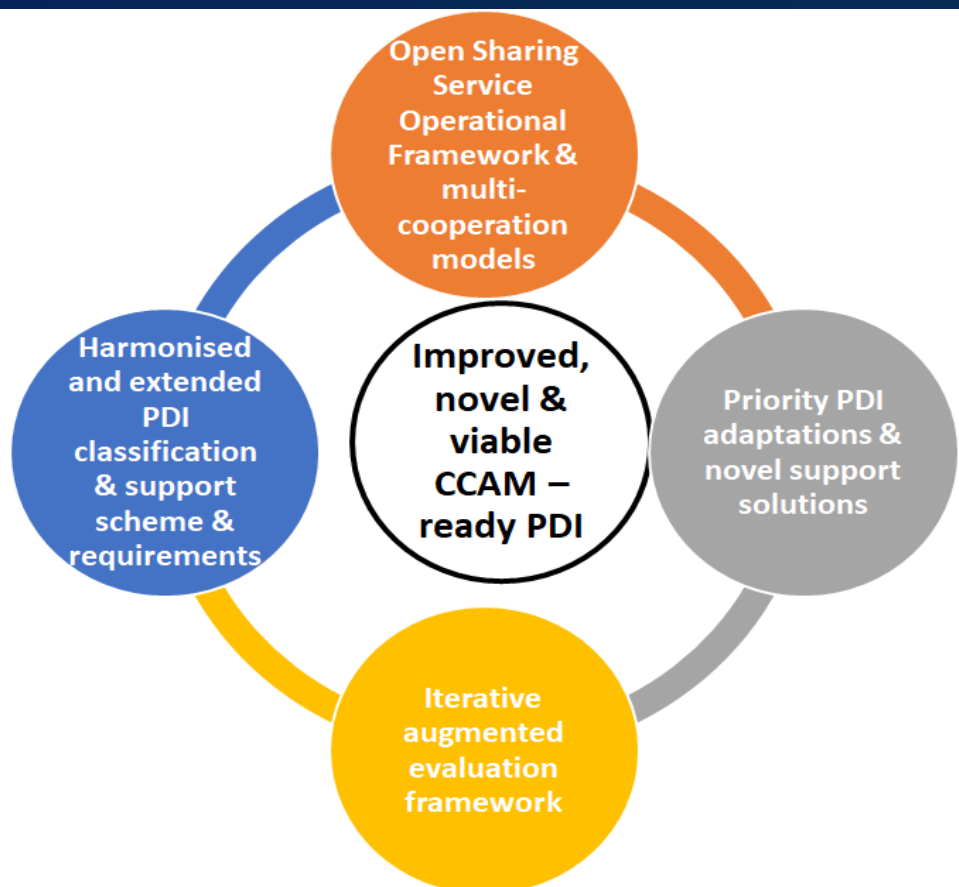 Open Sharing
Service
Operational
Framework &
multi-
cooperation
models
Harmonised
and extended
PDI
classification
& support
scheme &
requirements
Improved,
novel &
viable
CCAM –
ready PDI
Priority PDI
adaptations &
novel support
solutions
Iterative
augmented
evaluation
framework